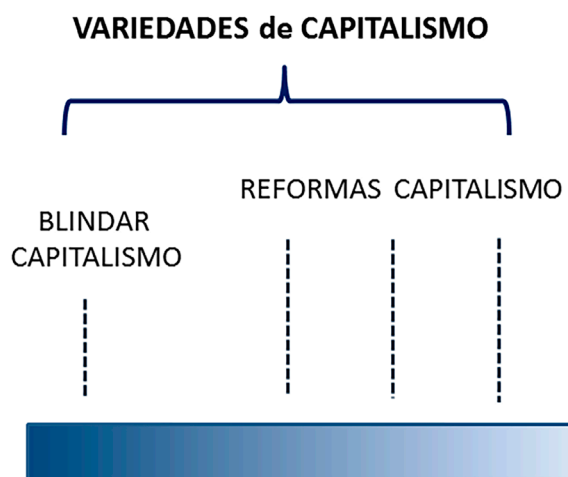 VARIEDADES de CAPITALISMO
REFORMAS CAPITALISMO
BLINDAR
CAPITALISMO